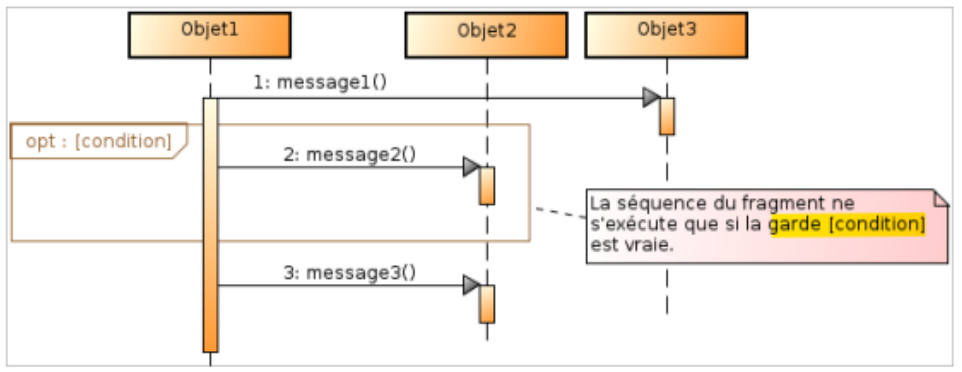 Objet1
Objet2
Objet3
1: message1()
opt : [condition]
2: message2()
La séquence du fragment ne
s'exécute que si la garde [condition]
est vraie.
3: message3()